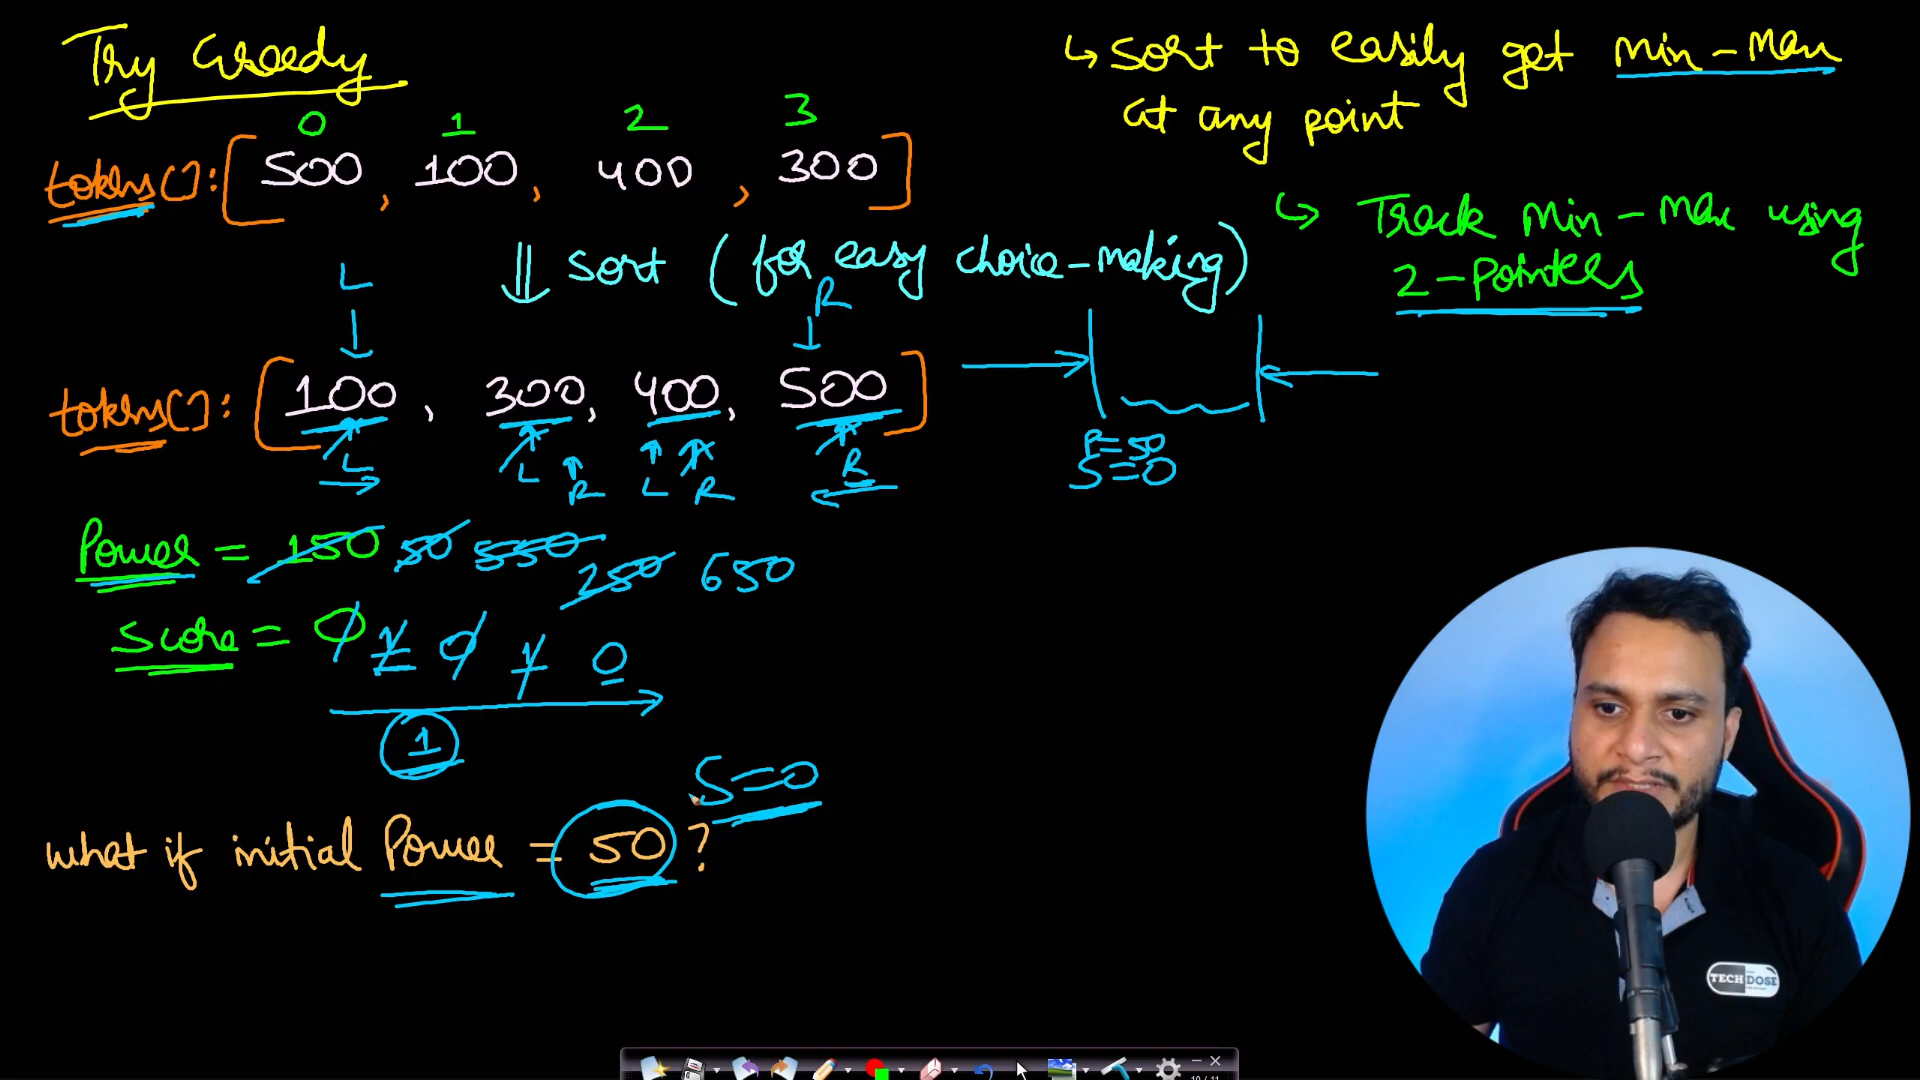 Try Greedy
↳ sort to easily get min-max
at any point
0 1 2 3
tokens[]: [500, 100, 400, 300]
↳ Track min-max using
2-pointers
⇓ sort (for easy choice-making)
L R
tokens[]: [100, 300, 400, 500]
L L R L R R
P=50
S=0
Power = 150 50 550 250 650
Score = 0 1 0 1 0
1
S=0
what if initial Power = 50 ?
TECH DOSE
10 / 11